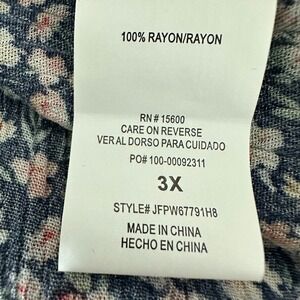 100% RAYON/RAYON
RN # 15600
CARE ON REVERSE
VER AL DORSO PARA CUIDADO
PO# 100-00092311
3X
STYLE# JFPW67791H8
MADE IN CHINA
HECHO EN CHINA